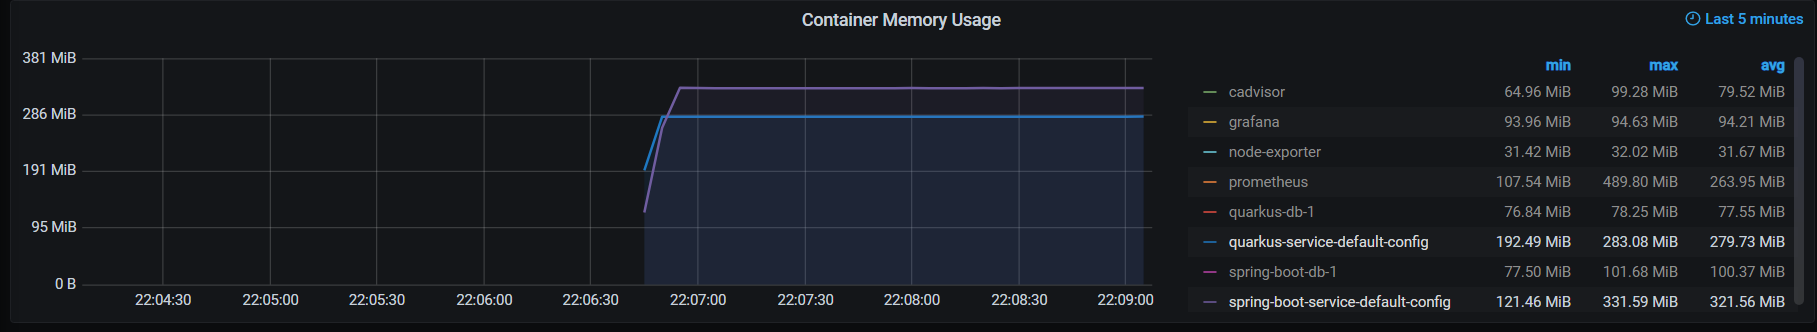 Container Memory Usage
Last 5 minutes
381 MiB
286 MiB
191 MiB
95 MiB
0 B
22:04:30 22:05:00 22:05:30 22:06:00 22:06:30 22:07:00 22:07:30 22:08:00 22:08:30 22:09:00
min max avg
cadvisor 64.96 MiB 99.28 MiB 79.52 MiB
grafana 93.96 MiB 94.63 MiB 94.21 MiB
node-exporter 31.42 MiB 32.02 MiB 31.67 MiB
prometheus 107.54 MiB 489.80 MiB 263.95 MiB
quarkus-db-1 76.84 MiB 78.25 MiB 77.55 MiB
quarkus-service-default-config 192.49 MiB 283.08 MiB 279.73 MiB
spring-boot-db-1 77.50 MiB 101.68 MiB 100.37 MiB
spring-boot-service-default-config 121.46 MiB 331.59 MiB 321.56 MiB